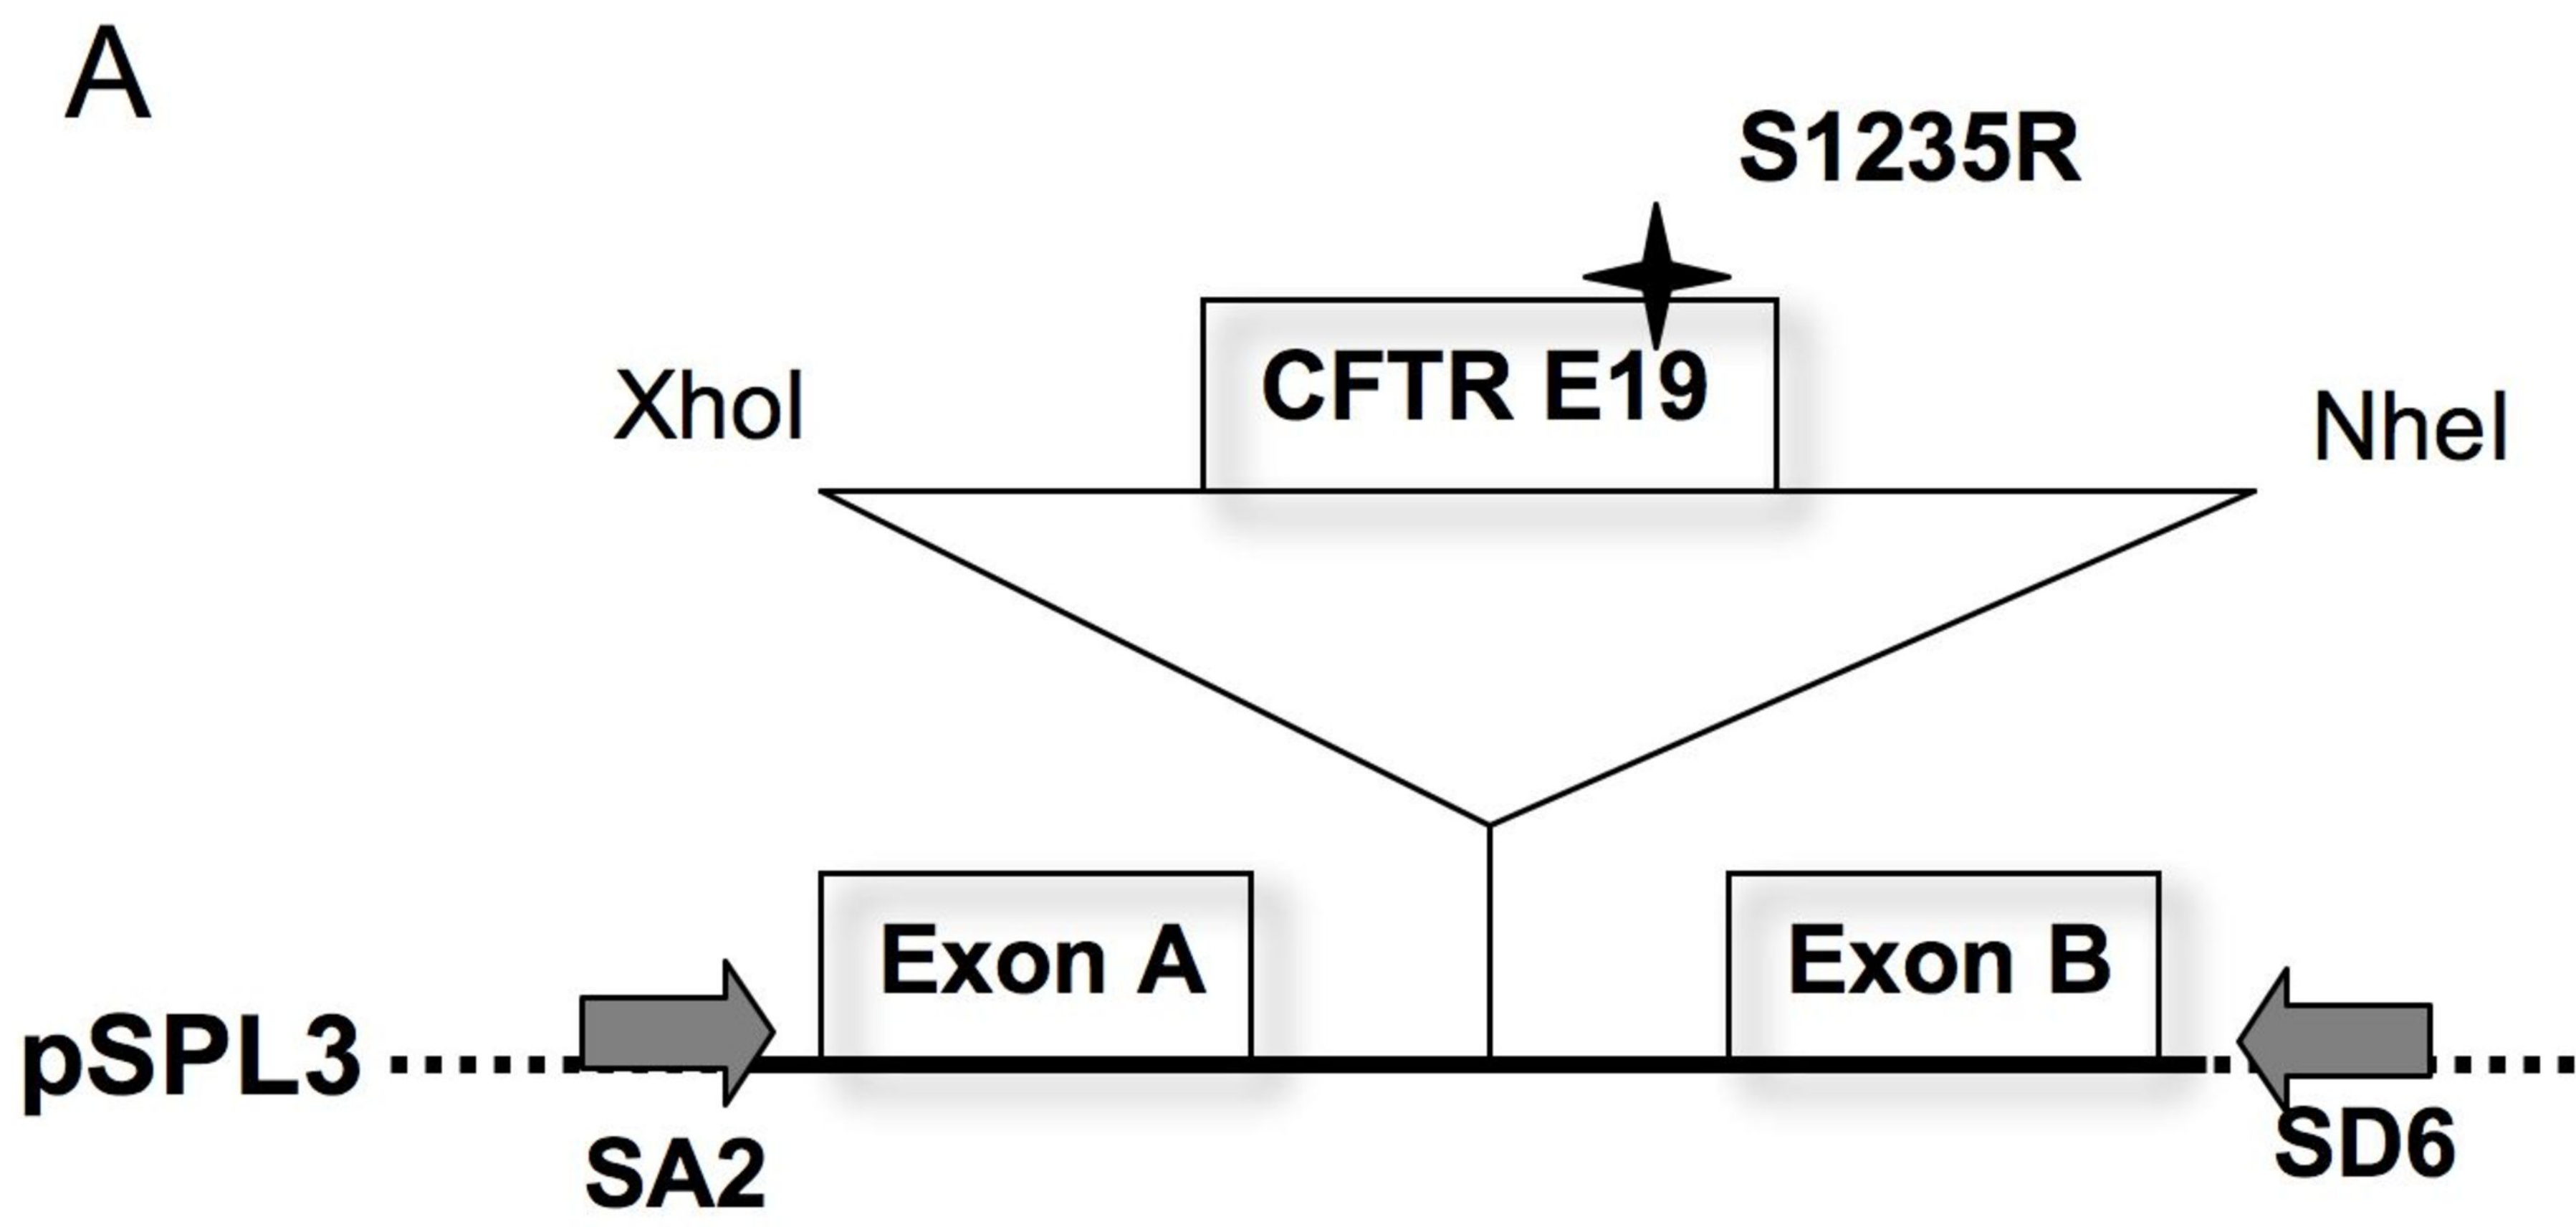 A
S1235R
CFTR E19
XhoI
NheI
Exon A
Exon B
pSPL3
SA2
SD6